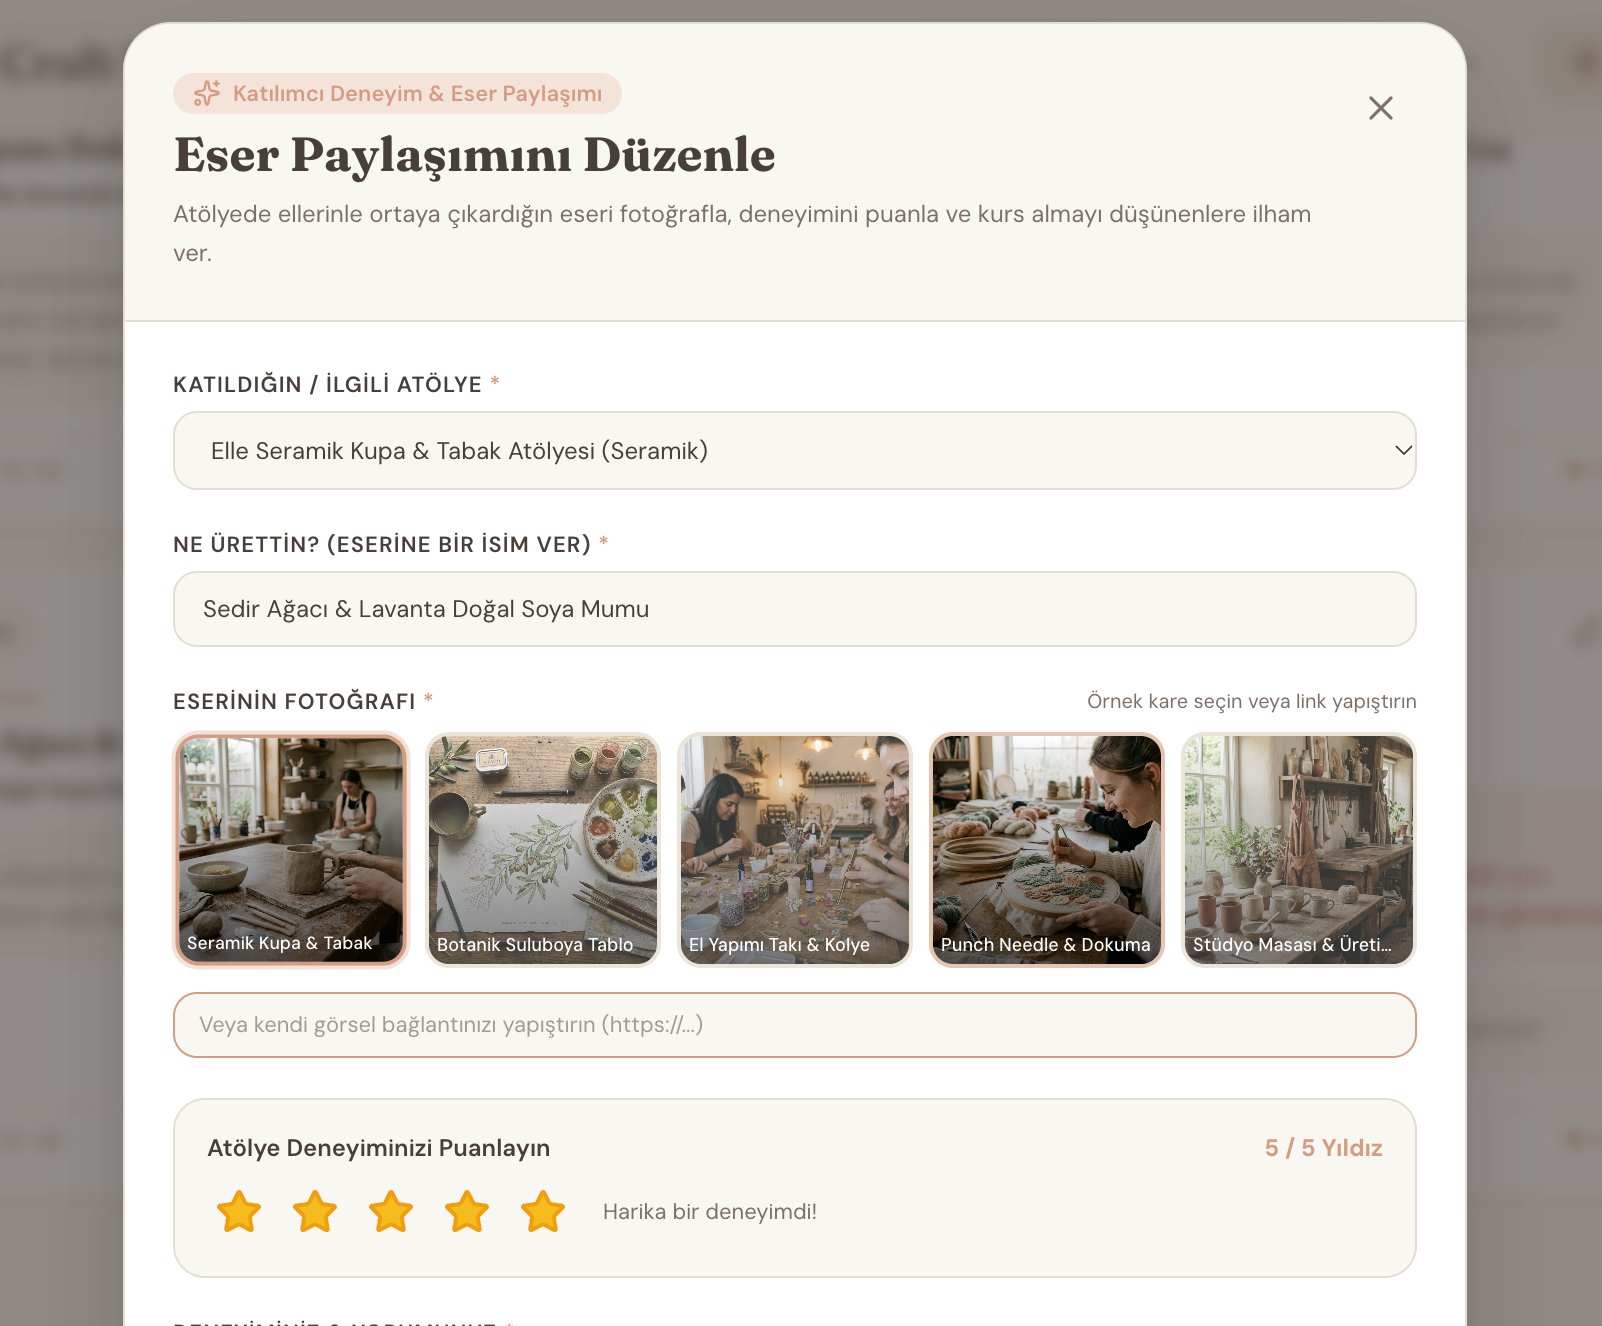 Katılımcı Deneyim & Eser Paylaşımı
Eser Paylaşımını Düzenle
Atölyede ellerinle ortaya çıkardığın eseri fotoğrafla, deneyimini puanla ve kurs almayı düşünenlere ilham
ver.
KATILDIĞIN / İLGİLİ ATÖLYE *
Elle Seramik Kupa & Tabak Atölyesi (Seramik)
NE ÜRETTİN? (ESERİNE BİR İSİM VER) *
Sedir Ağacı & Lavanta Doğal Soya Mumu
ESERİNİN FOTOĞRAFI *
Örnek kare seçin veya link yapıştırın
Seramik Kupa & Tabak
Botanik Suluboya Tablo
El Yapımı Takı & Kolye
Punch Needle & Dokuma
Stüdyo Masası & Üreti...
Veya kendi görsel bağlantınızı yapıştırın (https://...)
Atölye Deneyiminizi Puanlayın
5 / 5 Yıldız
Harika bir deneyimdi!